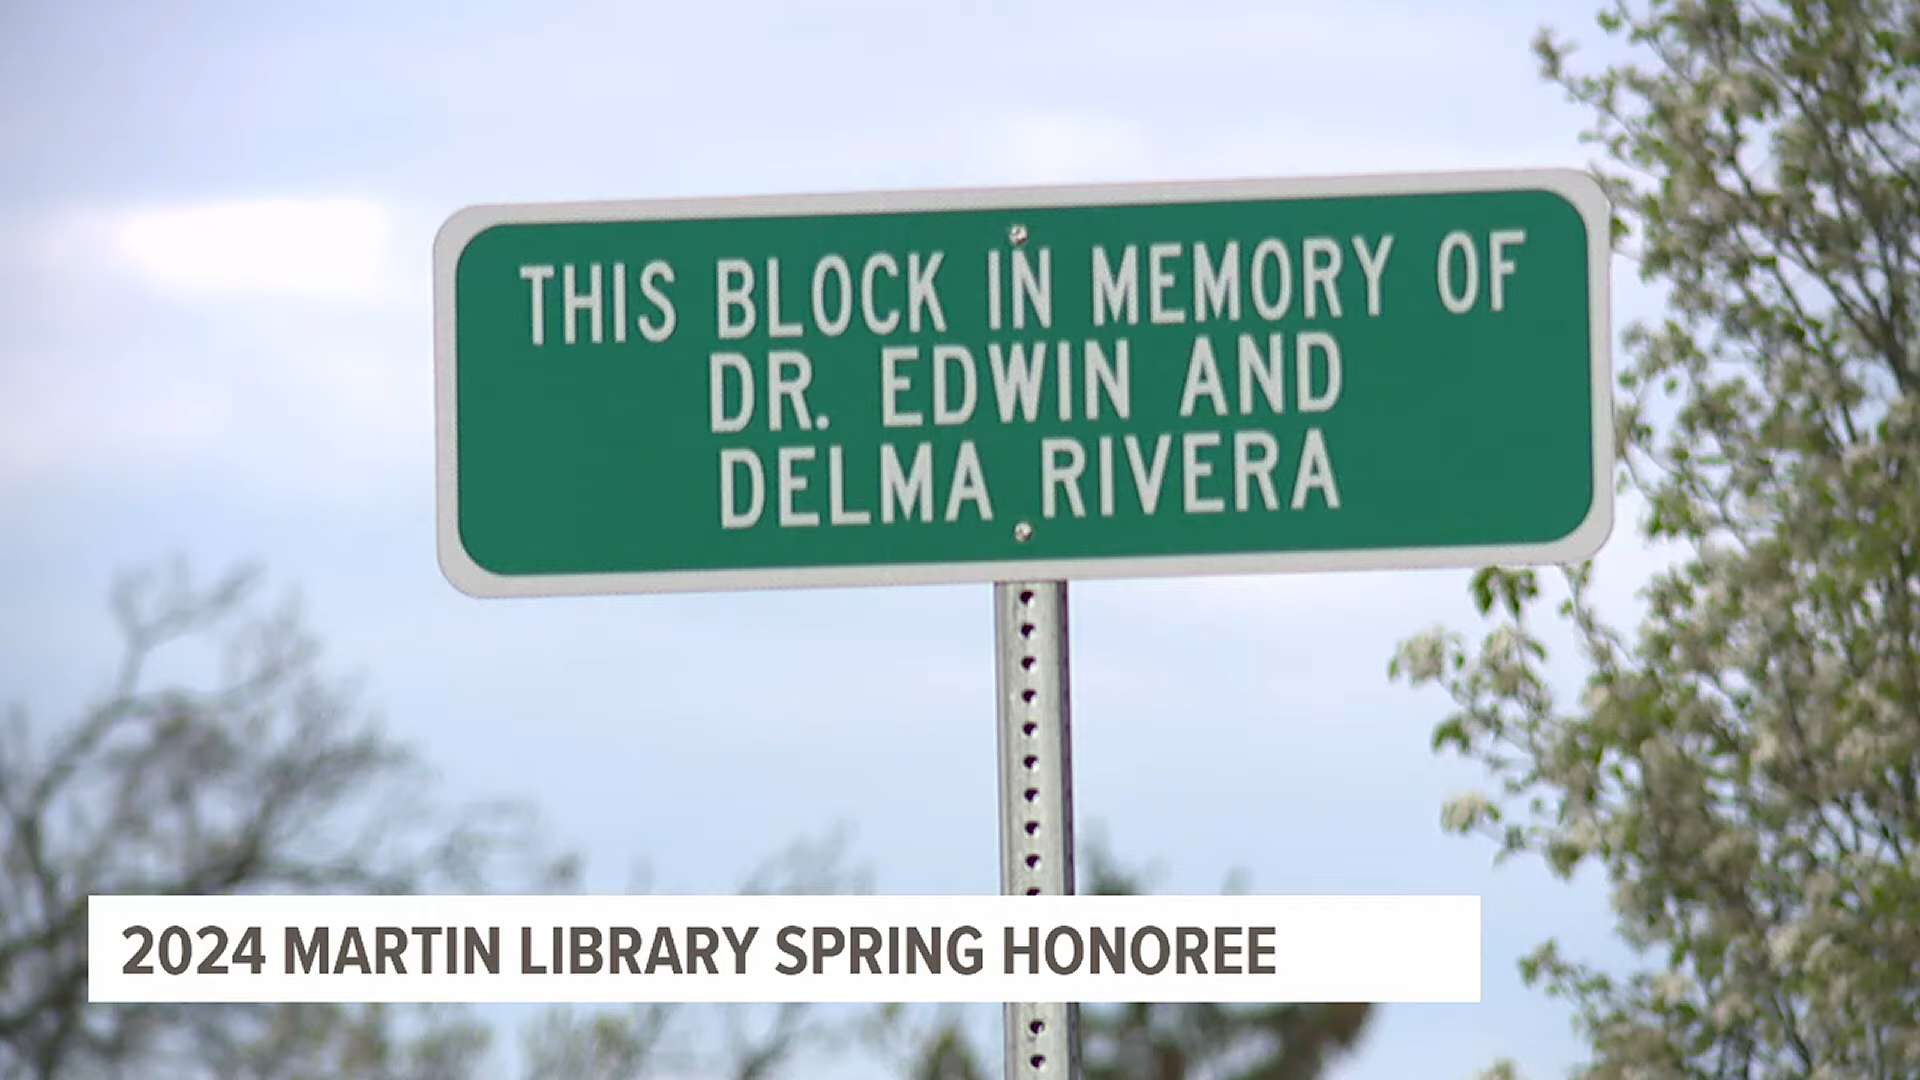 THIS BLOCK IN MEMORY OF
DR. EDWIN AND
DELMA RIVERA
2024 MARTIN LIBRARY SPRING HONOREE